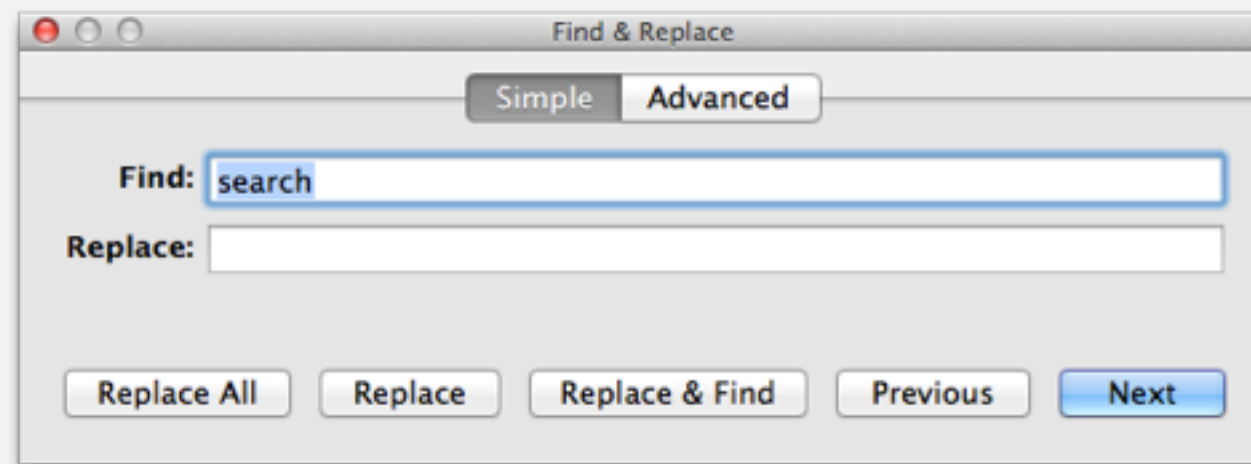 Find & Replace
Simple Advanced
Find: search
Replace:
Replace All Replace Replace & Find Previous Next